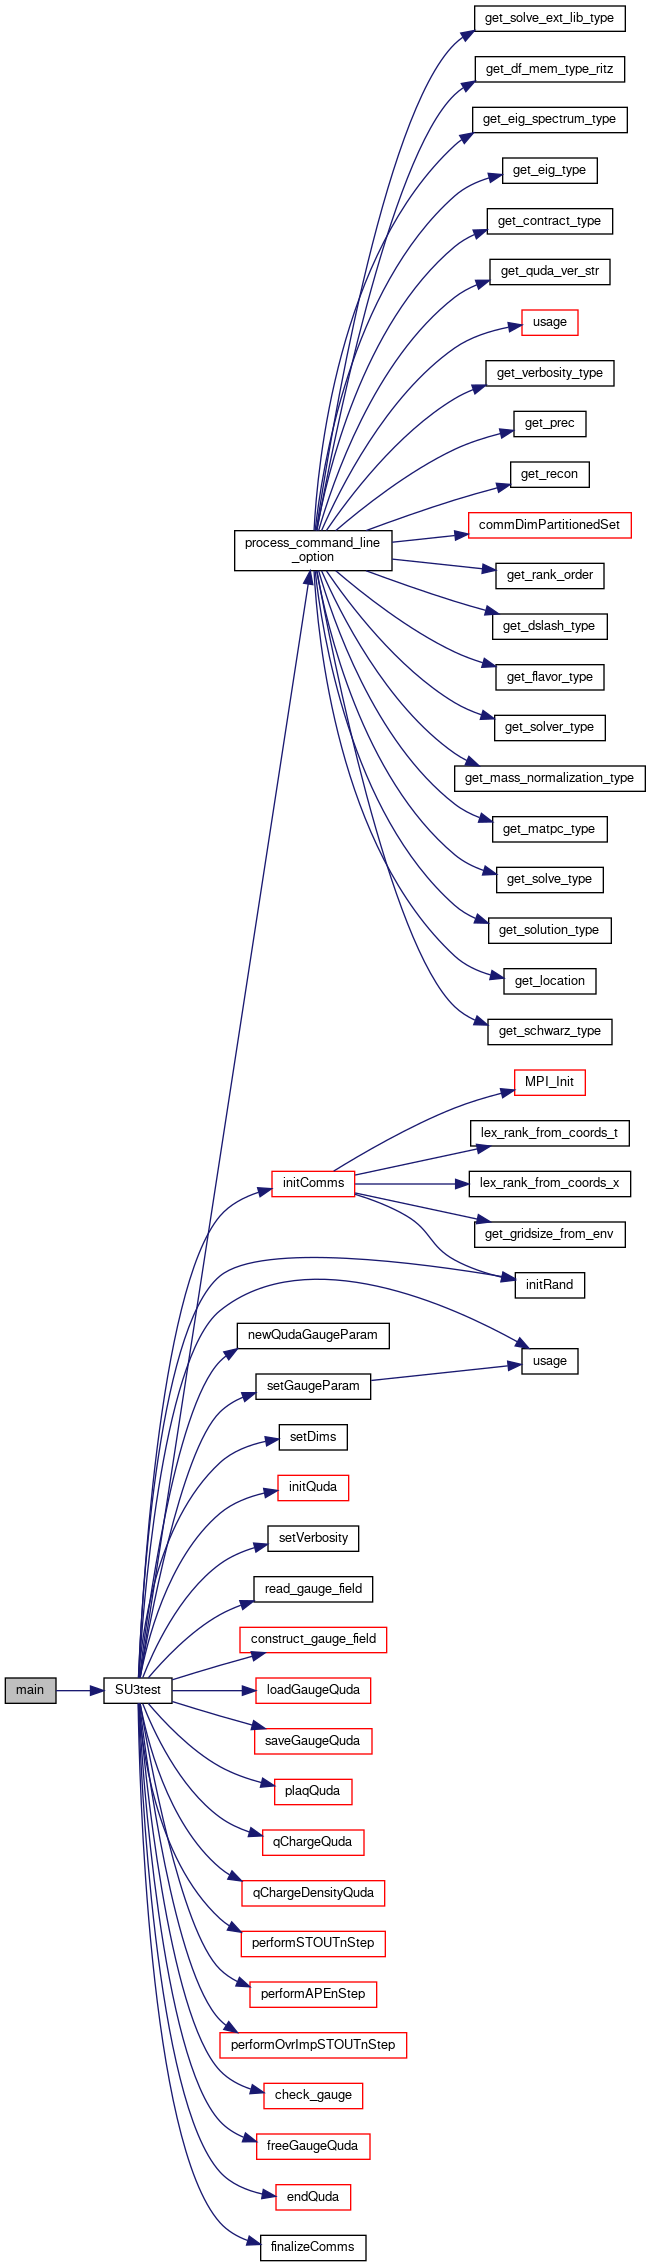 get_solve_ext_lib_type
get_df_mem_type_ritz
get_eig_spectrum_type
get_eig_type
get_contract_type
get_quda_ver_str
usage
get_verbosity_type
get_prec
get_recon
process_command_line
_option
commDimPartitionedSet
get_rank_order
get_dslash_type
get_flavor_type
get_solver_type
get_mass_normalization_type
get_matpc_type
get_solve_type
get_solution_type
get_location
get_schwarz_type
MPI_Init
lex_rank_from_coords_t
initComms
lex_rank_from_coords_x
get_gridsize_from_env
initRand
newQudaGaugeParam
usage
setGaugeParam
setDims
initQuda
setVerbosity
read_gauge_field
construct_gauge_field
main
SU3test
loadGaugeQuda
saveGaugeQuda
plaqQuda
qChargeQuda
qChargeDensityQuda
performSTOUTnStep
performAPEnStep
performOvrImpSTOUTnStep
check_gauge
freeGaugeQuda
endQuda
finalizeComms